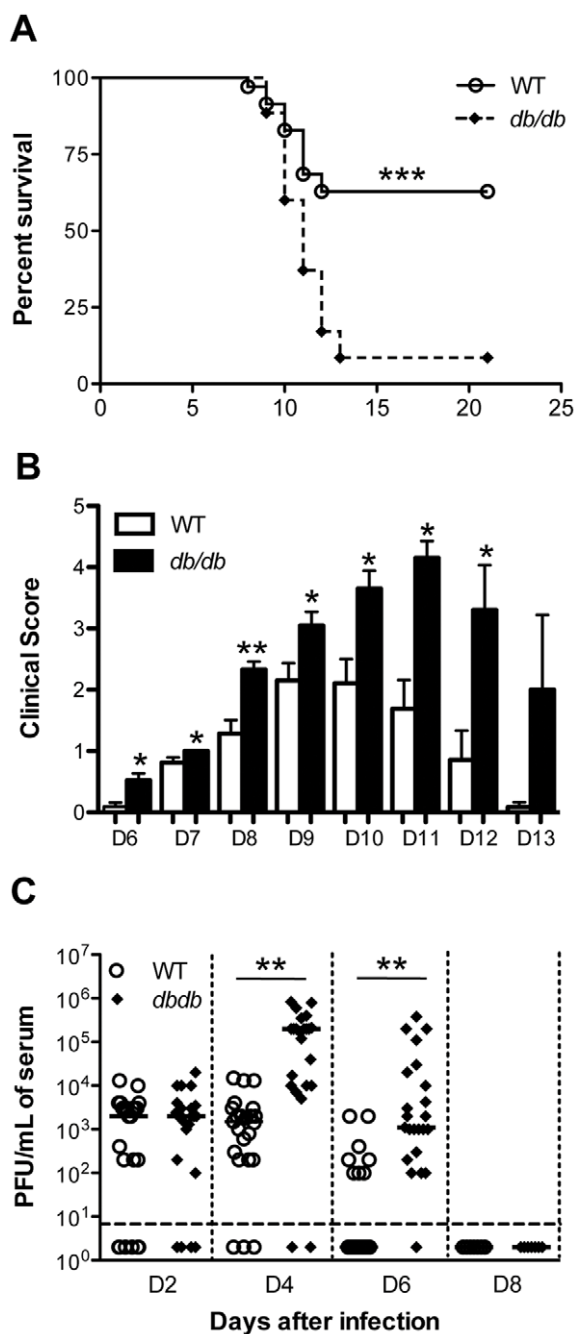 A
100
75
50
25
0
Percent survival
WT
db/db
***
0 5 10 15 20 25
B
5
4
3
2
1
0
Clinical Score
WT
db/db
* * ** * * * *
D6 D7 D8 D9 D10 D11 D12 D13
C
10⁷
10⁶
10⁵
10⁴
10³
10²
10¹
10⁰
PFU/mL of serum
WT
dbdb
** **
D2 D4 D6 D8
Days after infection